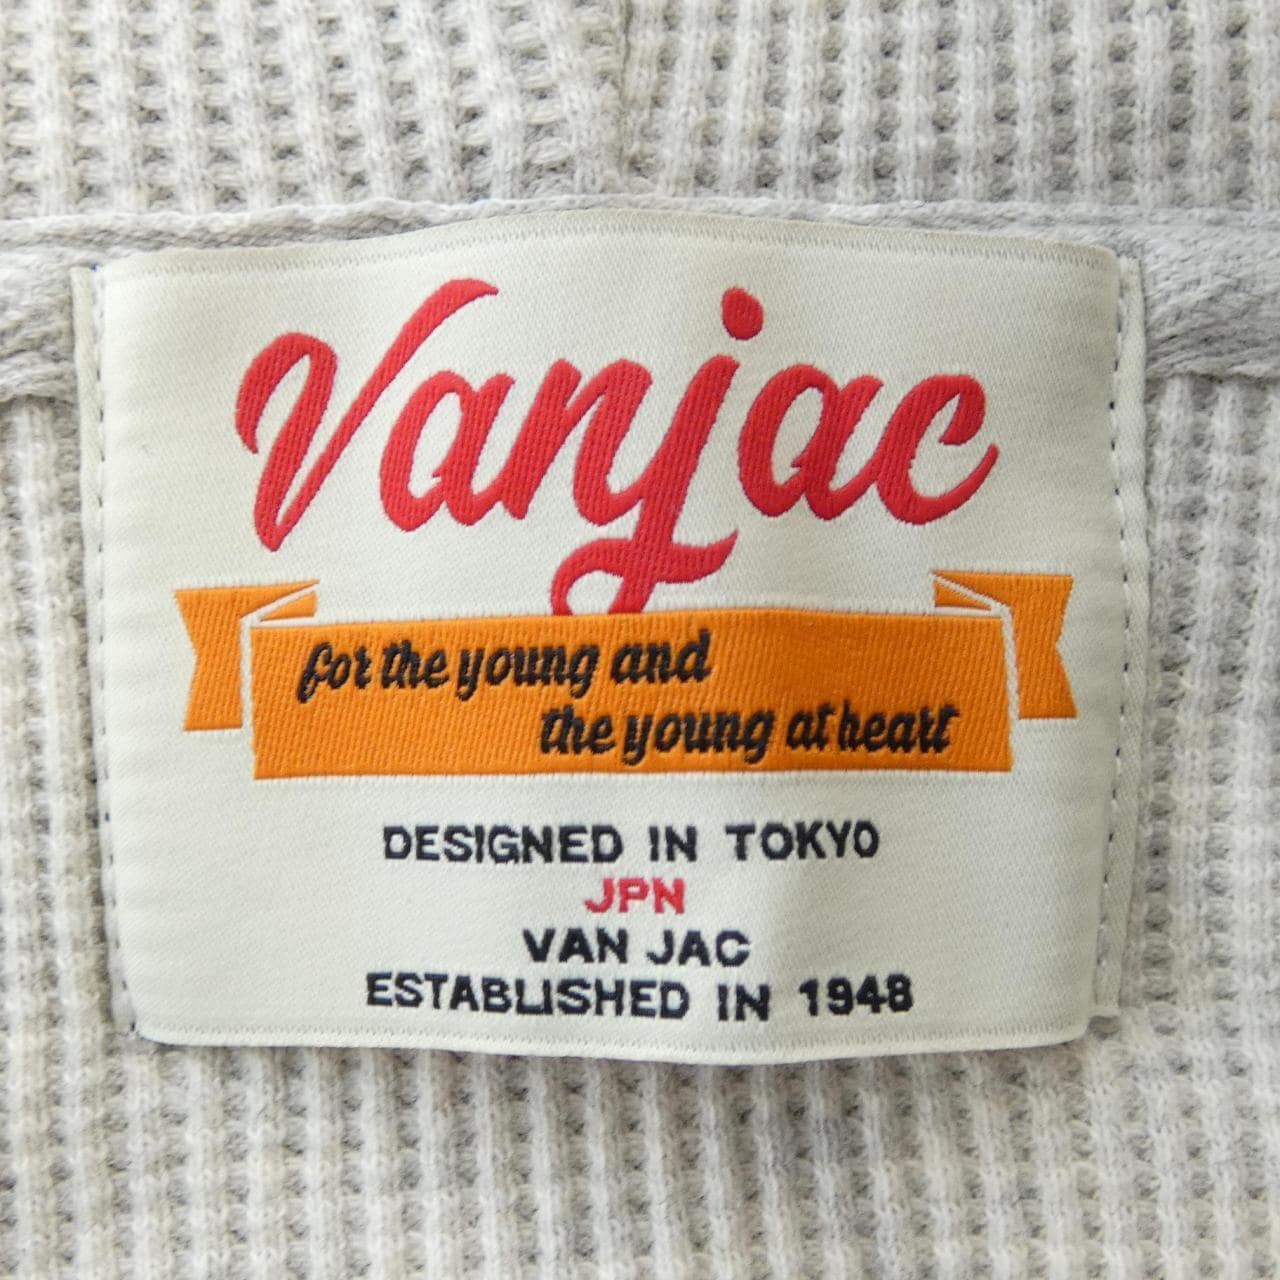 Vanjac
for the young and
the young at heart
DESIGNED IN TOKYO
JPN
VAN JAC
ESTABLISHED IN 1948